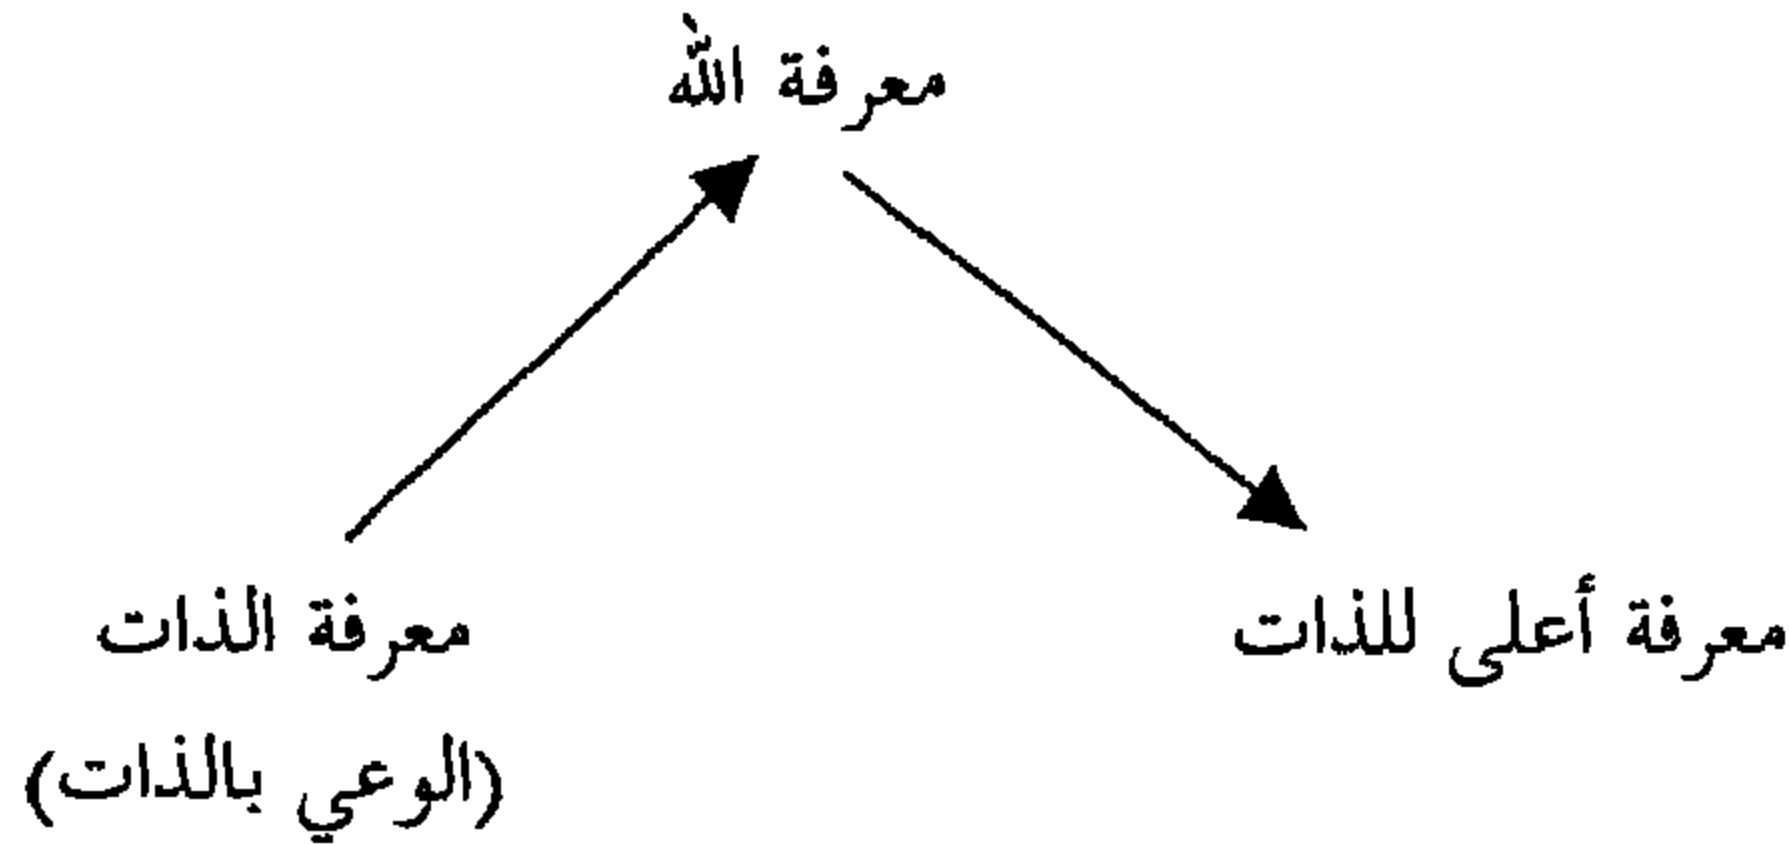 معرفة الله
معرفة أعلى للذات
معرفة الذات
(الوعي بالذات)